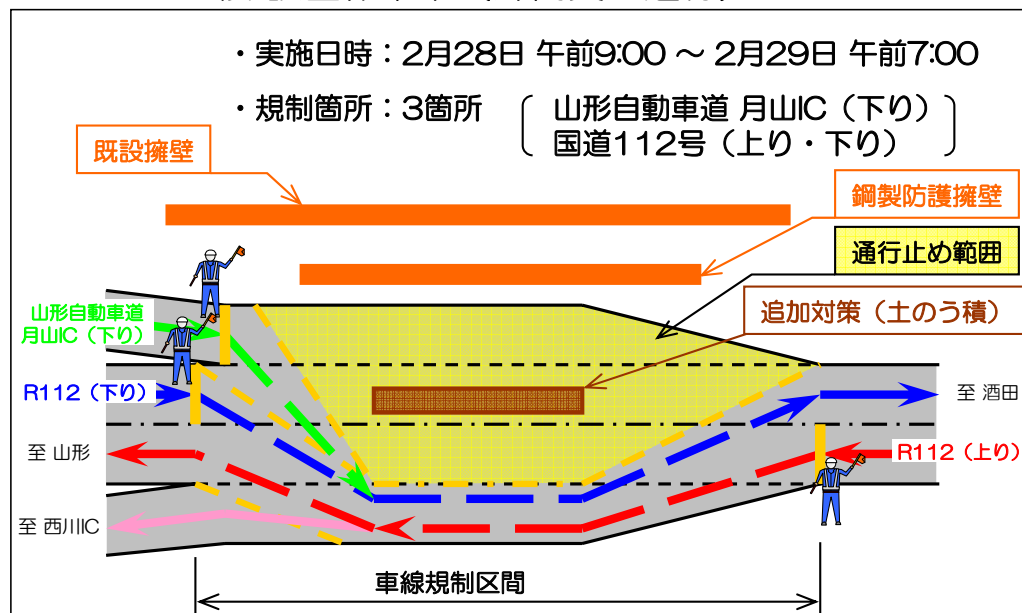 ・実施日時：2月28日 午前9:00 ～ 2月29日 午前7:00
・規制箇所：3箇所
山形自動車道 月山IC（下り）
国道112号（上り・下り）
既設擁壁
鋼製防護擁壁
通行止め範囲
追加対策（土のう積）
山形自動車道
月山IC（下り）
R112（下り）
至 酒田
至 山形
R112（上り）
至 西川IC
車線規制区間